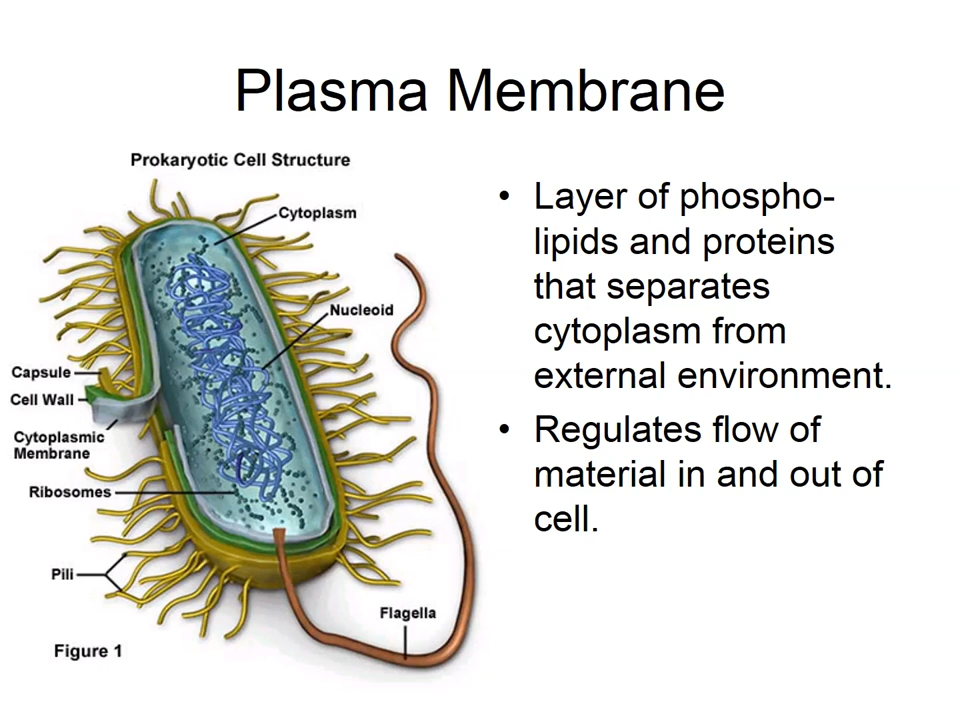 Plasma Membrane
Prokaryotic Cell Structure
Cytoplasm
Nucleoid
Capsule
Cell Wall
Cytoplasmic
Membrane
Ribosomes
Pili
Flagella
Figure 1
• Layer of phospho-
lipids and proteins
that separates
cytoplasm from
external environment.
• Regulates flow of
material in and out of
cell.